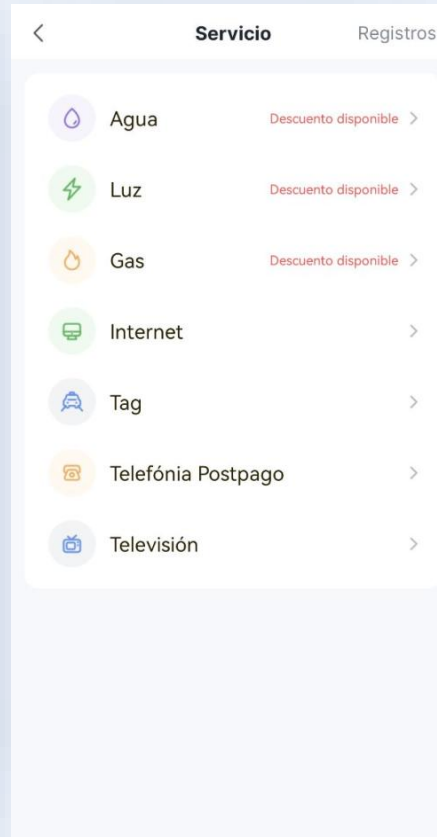 Servicio
Registros
Agua
Descuento disponible
Luz
Descuento disponible
Gas
Descuento disponible
Internet
Tag
Telefónia Postpago
Televisión